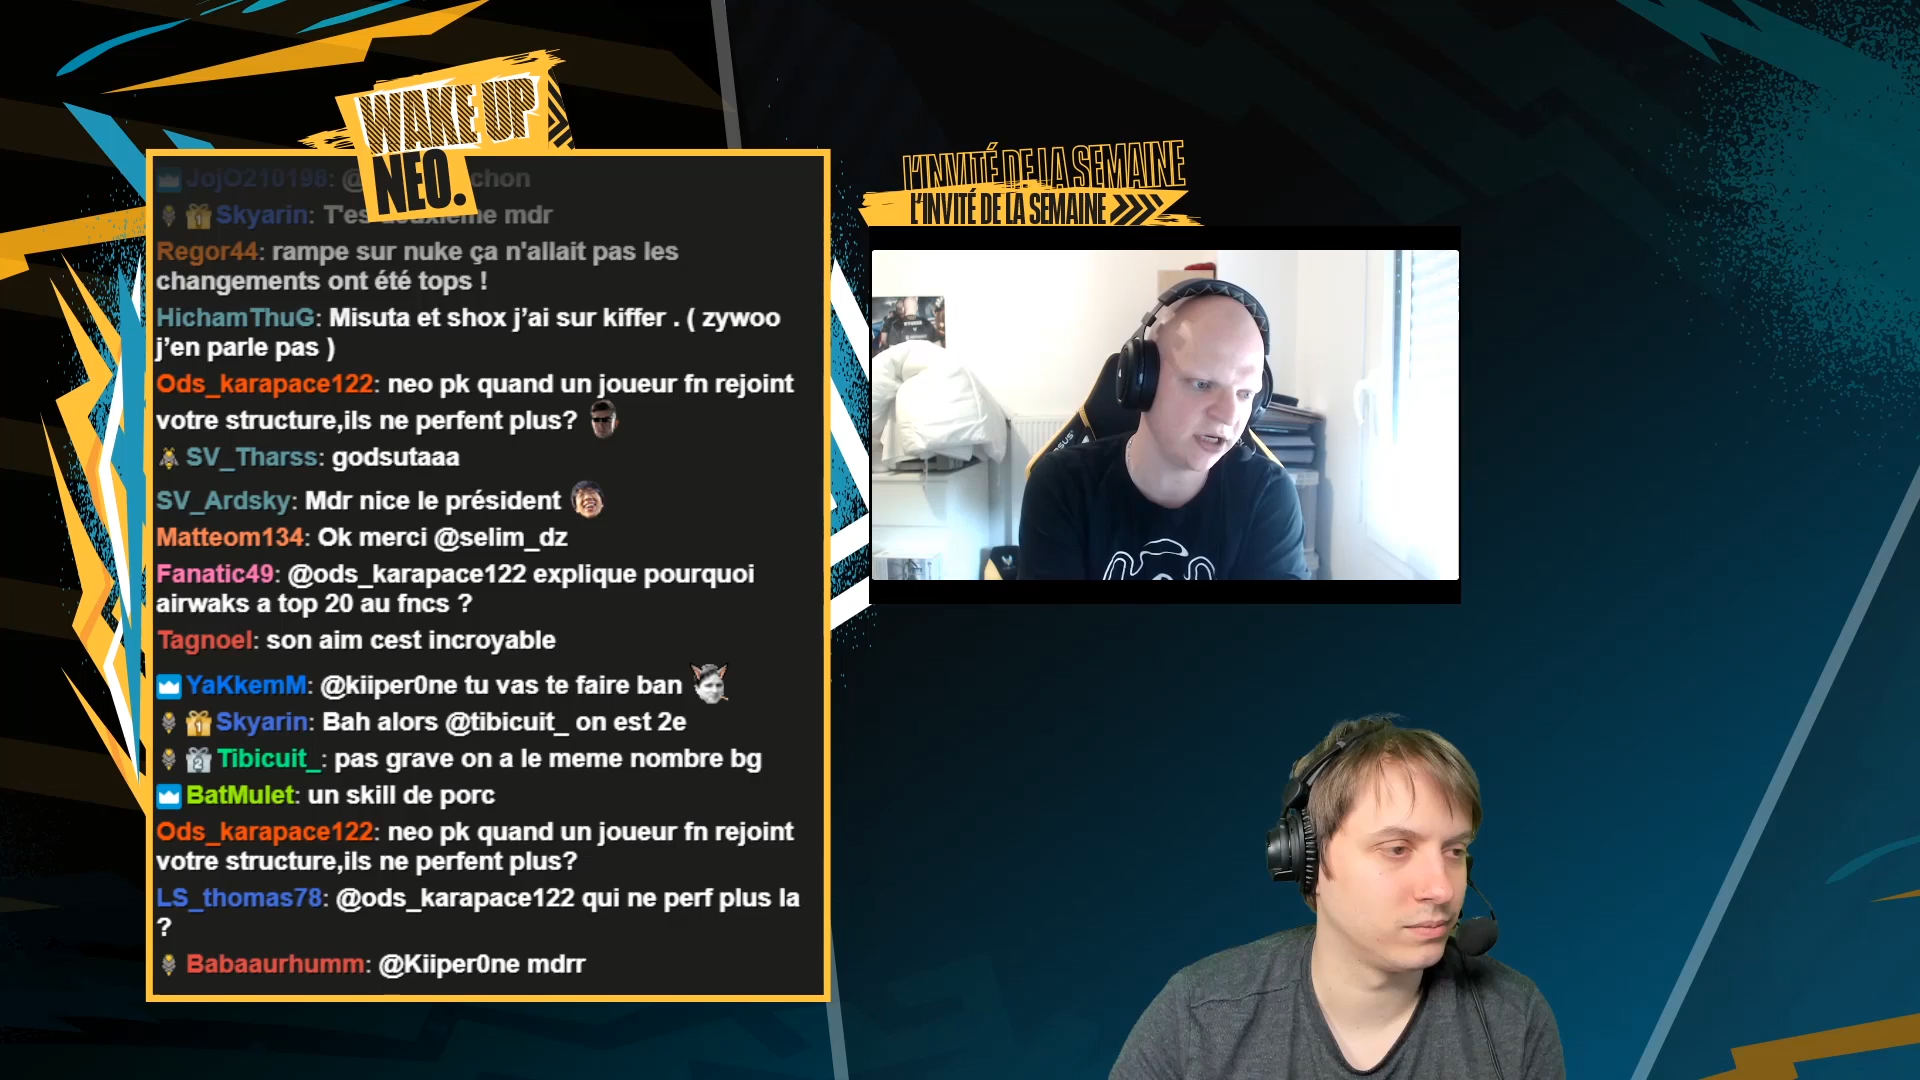 WAKE UP
NEO.
JojO210198: @ chon
Skyarin: T'es mdr
Regor44: rampe sur nuke ça n'allait pas les
changements ont été tops !
HichamThuG: Misuta et shox j’ai sur kiffer . ( zywoo
j’en parle pas )
Ods_karapace122: neo pk quand un joueur fn rejoint
votre structure,ils ne perfent plus?
SV_Tharss: godsutaaa
SV_Ardsky: Mdr nice le président
Matteom134: Ok merci @selim_dz
Fanatic49: @ods_karapace122 explique pourquoi
airwaks a top 20 au fncs ?
Tagnoel: son aim cest incroyable
YaKkemM: @kiiper0ne tu vas te faire ban
Skyarin: Bah alors @tibicuit_ on est 2e
Tibicuit_: pas grave on a le meme nombre bg
BatMulet: un skill de porc
Ods_karapace122: neo pk quand un joueur fn rejoint
votre structure,ils ne perfent plus?
LS_thomas78: @ods_karapace122 qui ne perf plus la
?
Babaaurhumm: @Kiiper0ne mdrr
L'INVITÉ DE LA SEMAINE
L'INVITÉ DE LA SEMAINE